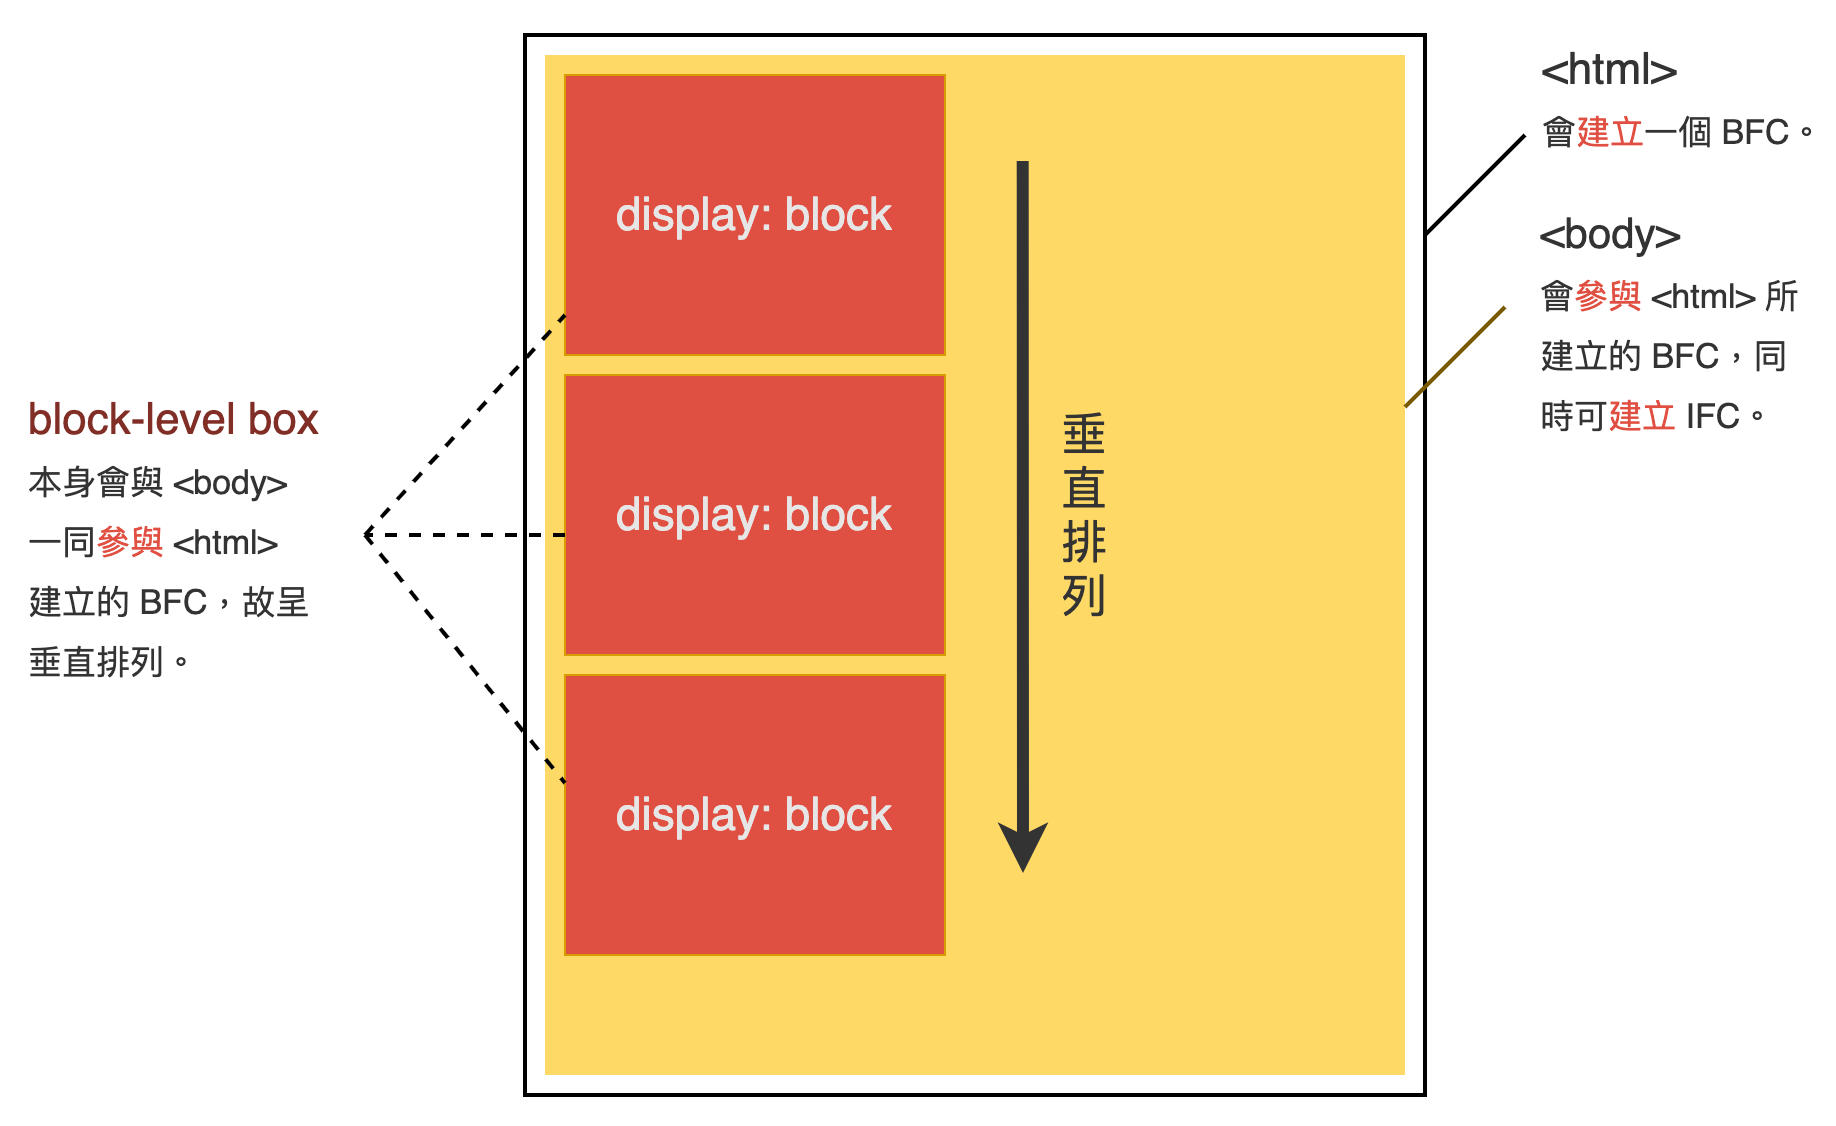 <html>
會建立一個 BFC。
<body>
會參與 <html> 所
建立的 BFC，同
時可建立 IFC。
display: block
display: block
display: block
垂直排列
block-level box
本身會與 <body>
一同參與 <html>
建立的 BFC，故呈
垂直排列。